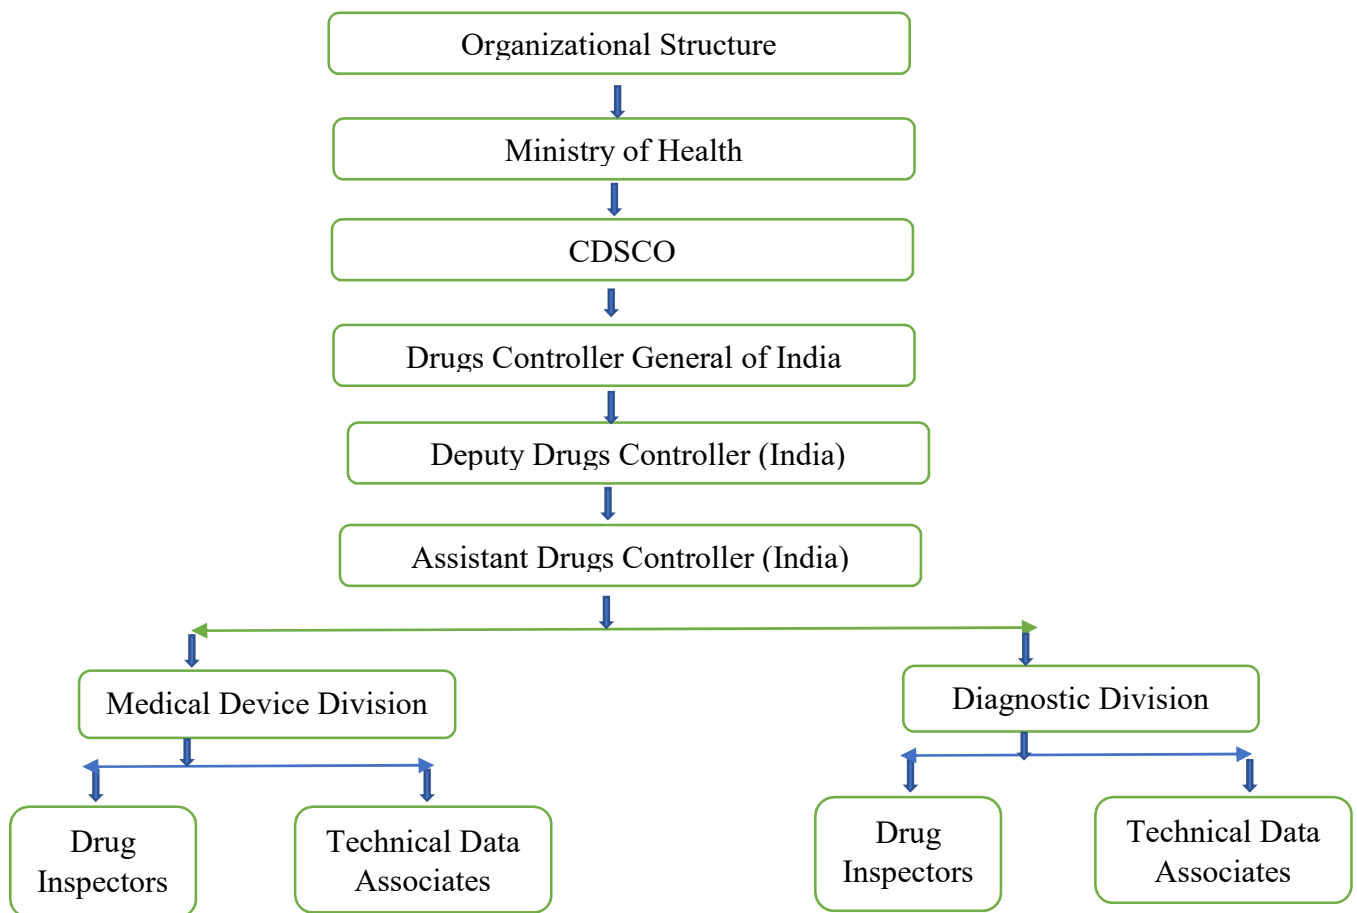 Organizational Structure
Ministry of Health
CDSCO
Drugs Controller General of India
Deputy Drugs Controller (India)
Assistant Drugs Controller (India)
Medical Device Division
Diagnostic Division
Drug
Inspectors
Technical Data
Associates
Drug
Inspectors
Technical Data
Associates